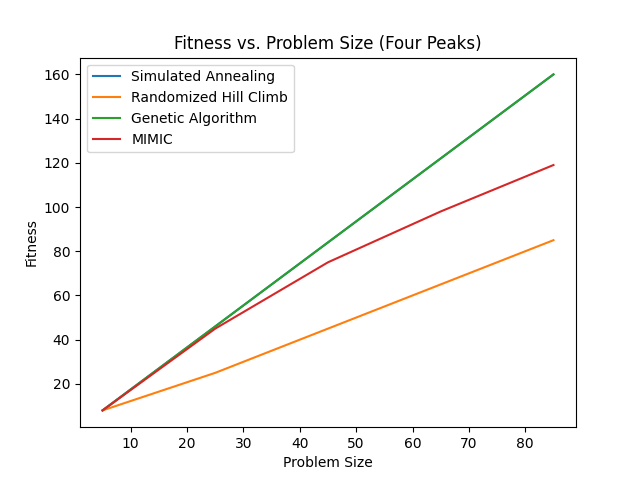 Fitness vs. Problem Size (Four Peaks)
Simulated Annealing
Randomized Hill Climb
Genetic Algorithm
MIMIC
Fitness
160
140
120
100
80
60
40
20
10 20 30 40 50 60 70 80
Problem Size